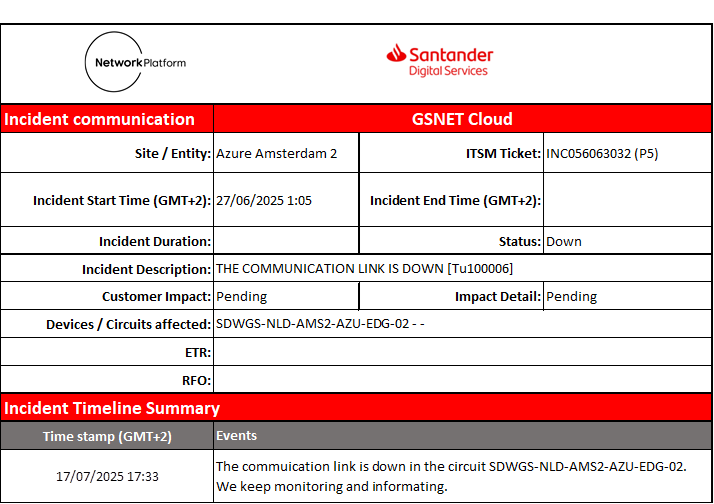 NetworkPlatform
Santander
Digital Services
Incident communication GSNET Cloud
Site / Entity: Azure Amsterdam 2 ITSM Ticket: INC056063032 (P5)
Incident Start Time (GMT+2): 27/06/2025 1:05 Incident End Time (GMT+2):
Incident Duration: Status: Down
Incident Description: THE COMMUNICATION LINK IS DOWN [Tu100006]
Customer Impact: Pending Impact Detail: Pending
Devices / Circuits affected: SDWGS-NLD-AMS2-AZU-EDG-02 - -
ETR:
RFO:
Incident Timeline Summary
Time stamp (GMT+2) Events
17/07/2025 17:33 The commuication link is down in the circuit SDWGS-NLD-AMS2-AZU-EDG-02.
We keep monitoring and informating.